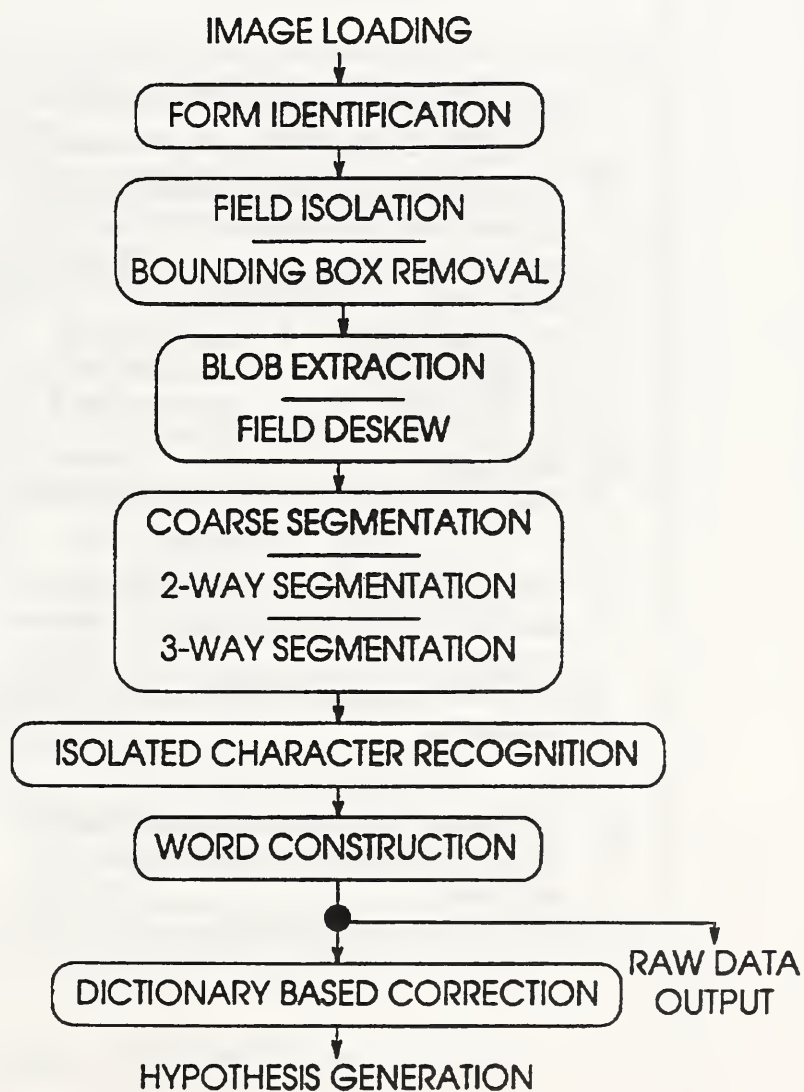 IMAGE LOADING
FORM IDENTIFICATION
FIELD ISOLATION
BOUNDING BOX REMOVAL
BLOB EXTRACTION
FIELD DESKEW
COARSE SEGMENTATION
2-WAY SEGMENTATION
3-WAY SEGMENTATION
ISOLATED CHARACTER RECOGNITION
WORD CONSTRUCTION
RAW DATA
OUTPUT
DICTIONARY BASED CORRECTION
HYPOTHESIS GENERATION